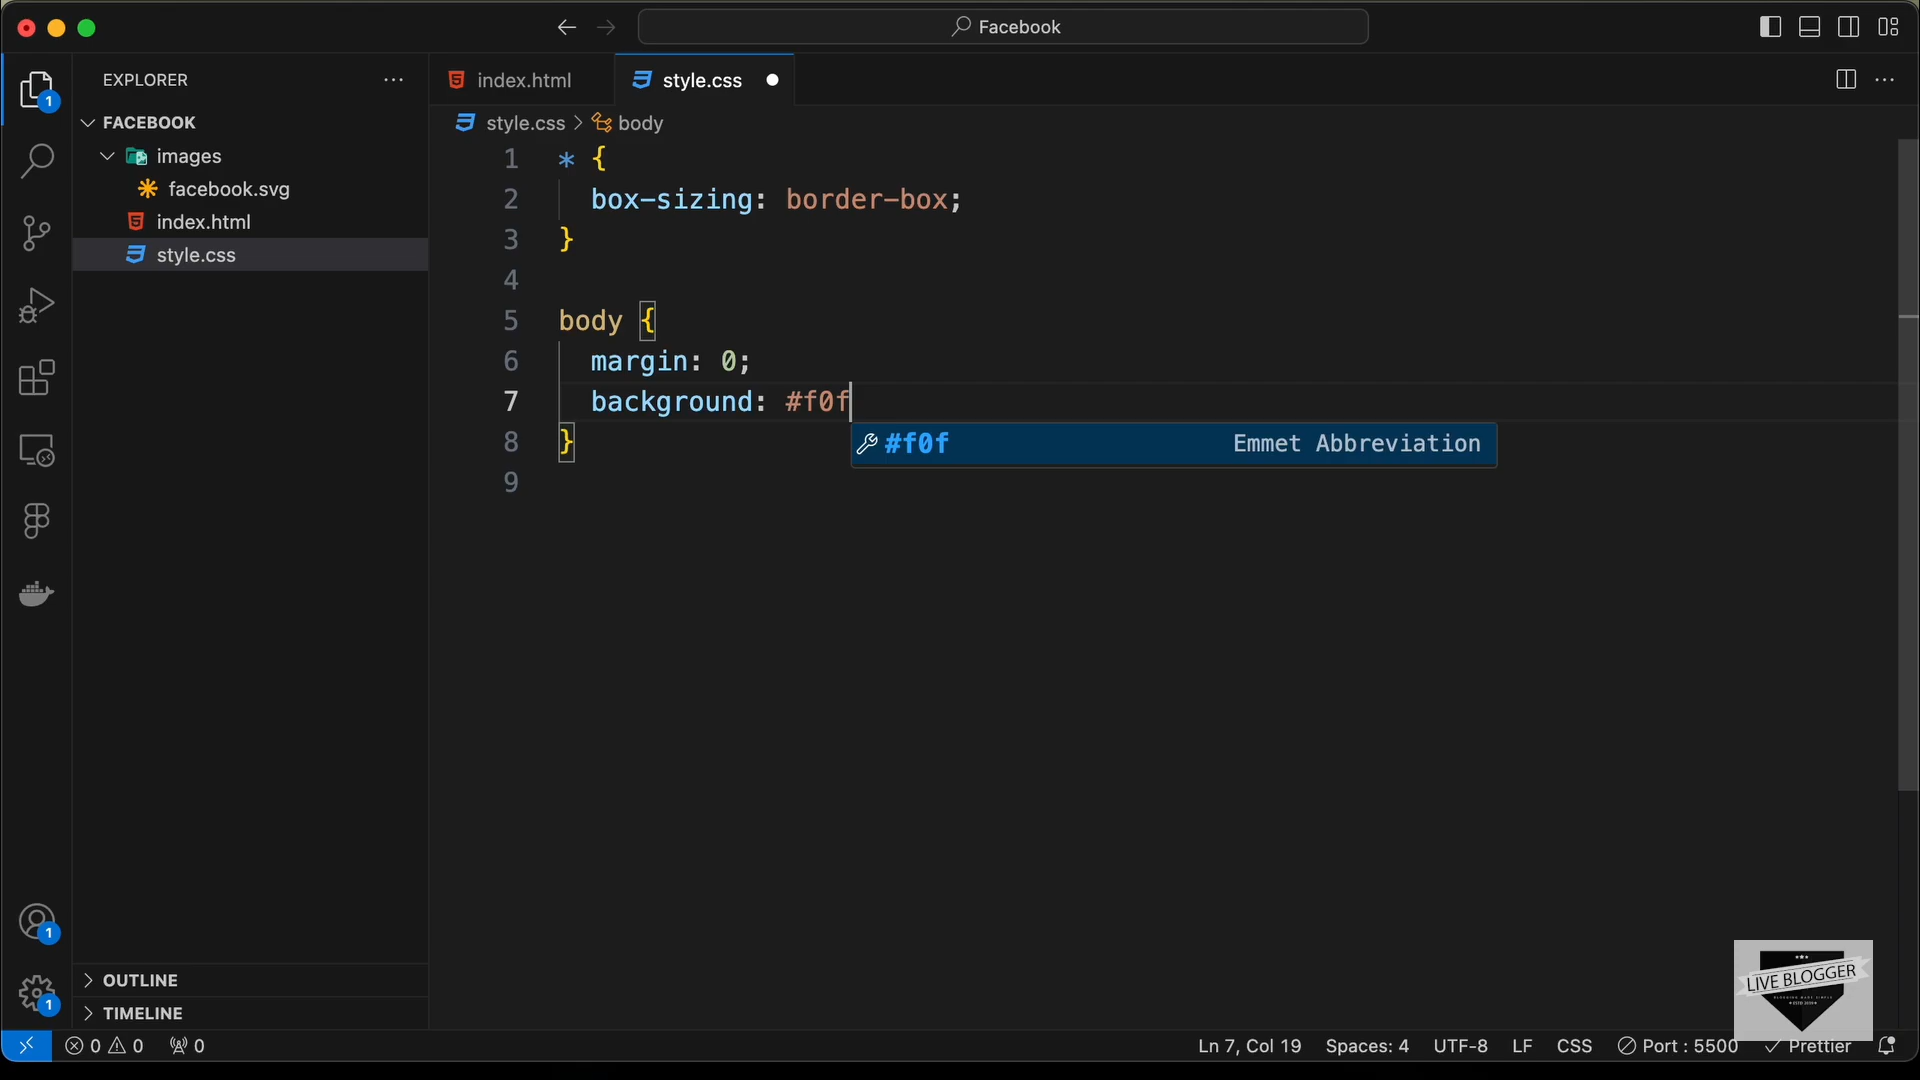 Facebook
EXPLORER
index.html
style.css
1
FACEBOOK
style.css
body
images
facebook.svg
index.html
style.css
1 * {
2 box-sizing: border-box;
3 }
4
5 body {
6 margin: 0;
7 background: #f0f
#f0f Emmet Abbreviation
8 }
9
1
1
OUTLINE
TIMELINE
LIVE BLOGGER
0 0 0
Ln 7, Col 19
Spaces: 4
UTF-8
LF
CSS
Port : 5500
Prettier